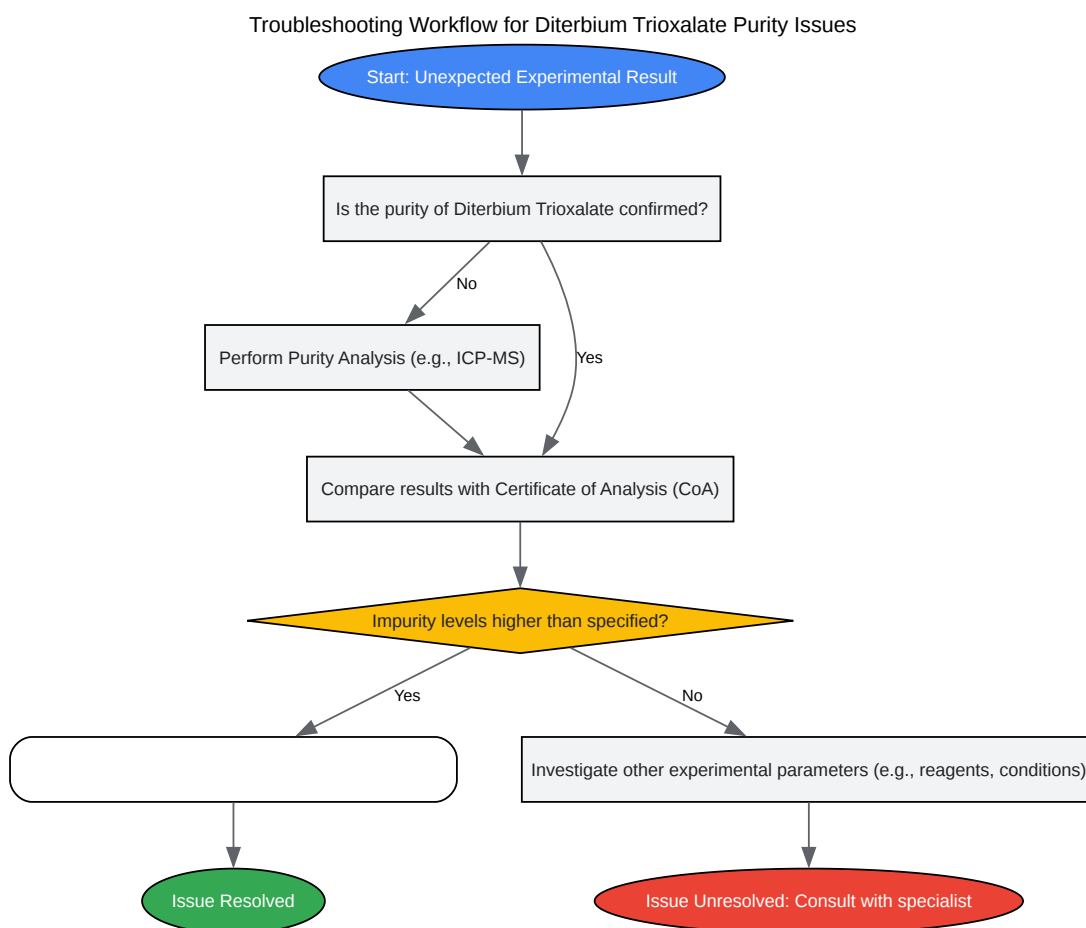 Troubleshooting Workflow for Diterbium Trioxalate Purity Issues
Start: Unexpected Experimental Result
Is the purity of Diterbium Trioxalate confirmed?
No
Perform Purity Analysis (e.g., ICP-MS)
Yes
Compare results with Certificate of Analysis (CoA)
Impurity levels higher than specified?
Yes
No
Investigate other experimental parameters (e.g., reagents, conditions)
Issue Resolved
Issue Unresolved: Consult with specialist